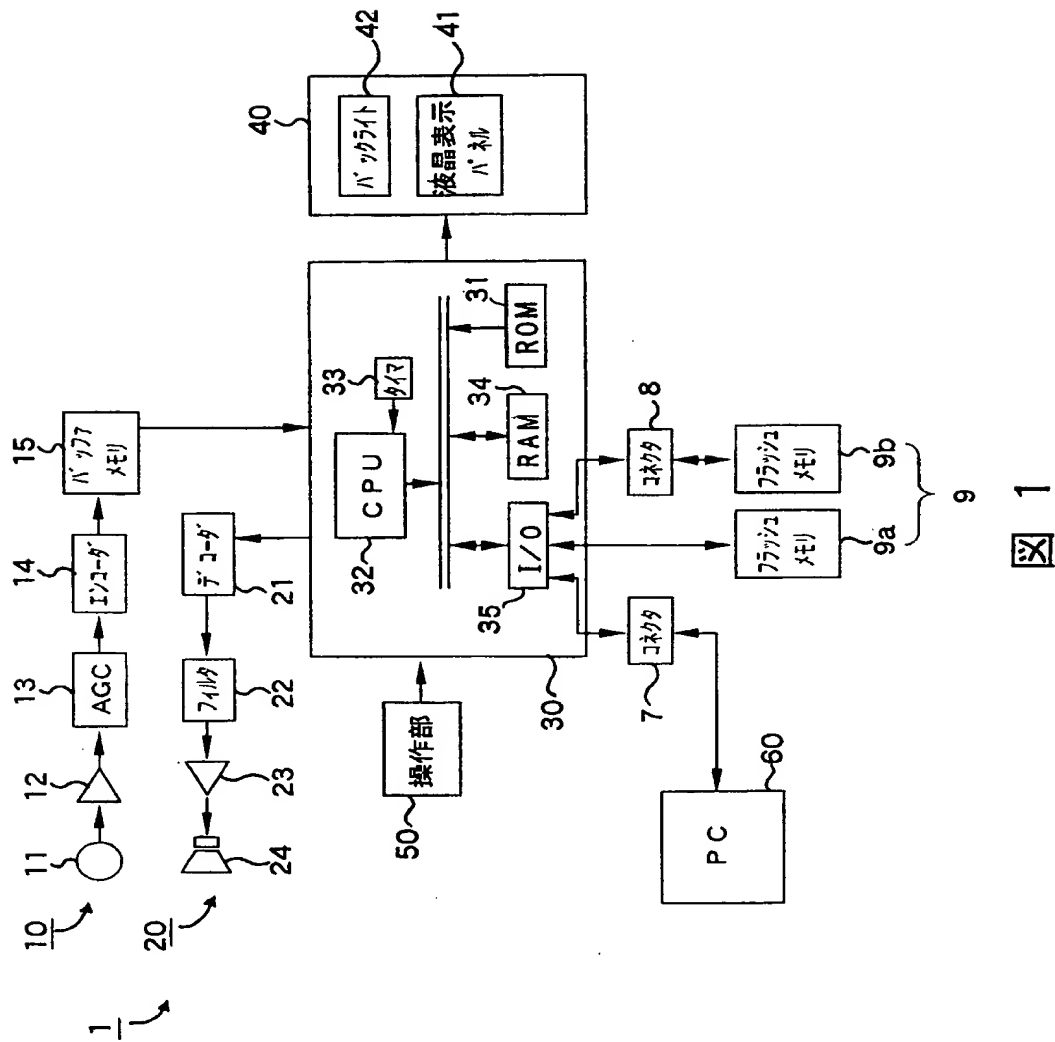 1
10
11
12
13
AGC
14
エンコーダ
15
バッファ
メモリ
20
24
23
22
フィルタ
21
デコーダ
50
操作部
30
32
CPU
33
タイマ
35
I/O
34
RAM
31
ROM
40
42
バックライト
41
液晶表示
パネル
7
コネクタ
8
コネクタ
60
PC
9a
フラッシュ
メモリ
9b
フラッシュ
メモリ
9
図 1